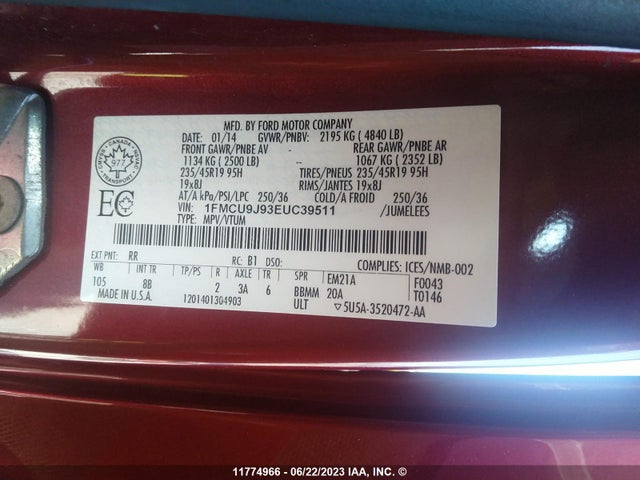 MFD. BY FORD MOTOR COMPANY
01/14 GVWR/PNBV: 2195 KG ( 4840 LB)
FRONT GAWR/PNBE AV -- REAR GAWR/PNBE AR
1134 KG ( 2500 LB) 1067 KG ( 2352 LB)
235/45R19 95H TIRES/PNEUS 235/45R19 95H
19x8J RIMS/JANTES 19x8J
AT/A kPa/PSI/LPC 250/36 COLD/A FROID 250/36
VIN: 1FMCU9J93EUC39511 /JUMELEES
TYPE: MPV/VTUM
CANADA
977
TRANSPORT
EC
EXT PNT: RR RC: B1 DSO: COMPLIES: ICES/NMB-002
WB INT TR TP/PS R AXLE TR SPR EM21A F0043
105 8B 2 3A 6 BBMM 20A T0146
MADE IN U.S.A. 1201401304903 ULT ▽5U5A-3520472-AA
11774966 - 06/22/2023 IAA, INC. ©